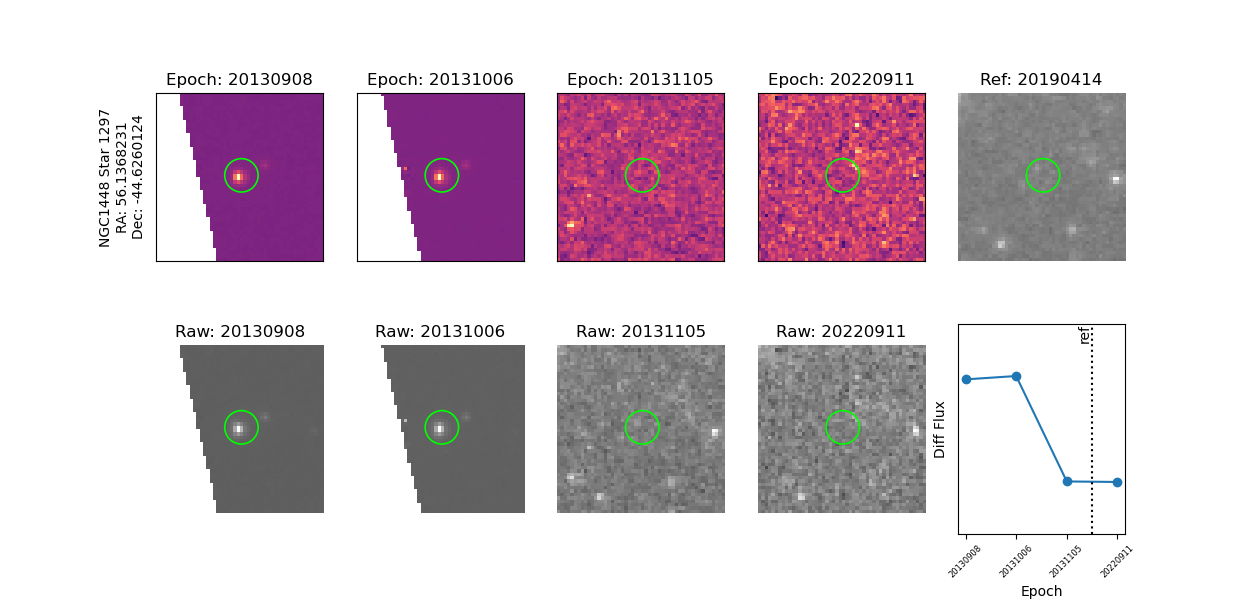 Epoch: 20130908
Epoch: 20131006
Epoch: 20131105
Epoch: 20220911
Ref: 20190414
NGC1448 Star 1297
RA: 56.1368231
Dec: -44.6260124
Raw: 20130908
Raw: 20131006
Raw: 20131105
Raw: 20220911
ref
Diff Flux
20130908
20131006
20131105
20220911
Epoch